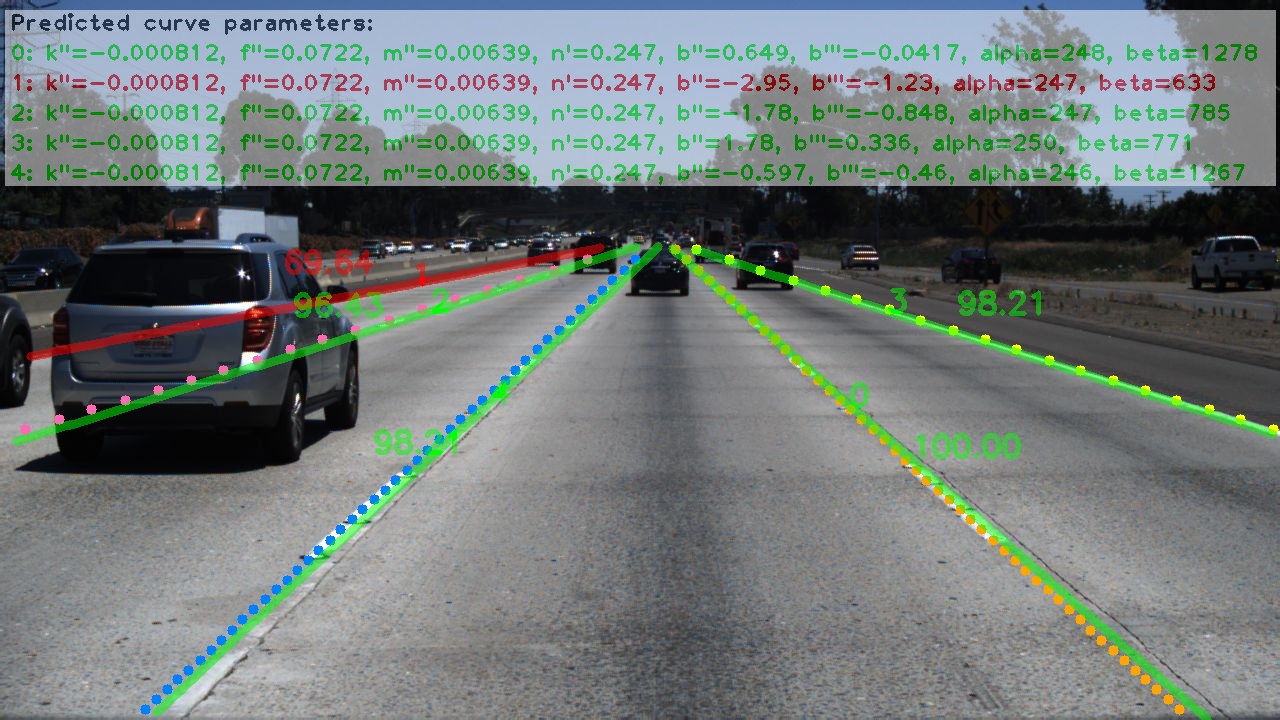 Predicted curve parameters:
0: k''=-0.000812, f''=0.0722, m''=0.00639, n'=0.247, b''=0.649, b'''=-0.0417, alpha=248, beta=1278
1: k''=-0.000812, f''=0.0722, m''=0.00639, n'=0.247, b''=-2.95, b'''=-1.23, alpha=247, beta=633
2: k''=-0.000812, f''=0.0722, m''=0.00639, n'=0.247, b''=-1.78, b'''=-0.848, alpha=247, beta=785
3: k''=-0.000812, f''=0.0722, m''=0.00639, n'=0.247, b''=1.78, b'''=0.336, alpha=250, beta=771
4: k''=-0.000812, f''=0.0722, m''=0.00639, n'=0.247, b''=-0.597, b'''=-0.46, alpha=246, beta=1267
69.64 1
96.43 2
3 98.21
0
98.21
100.00